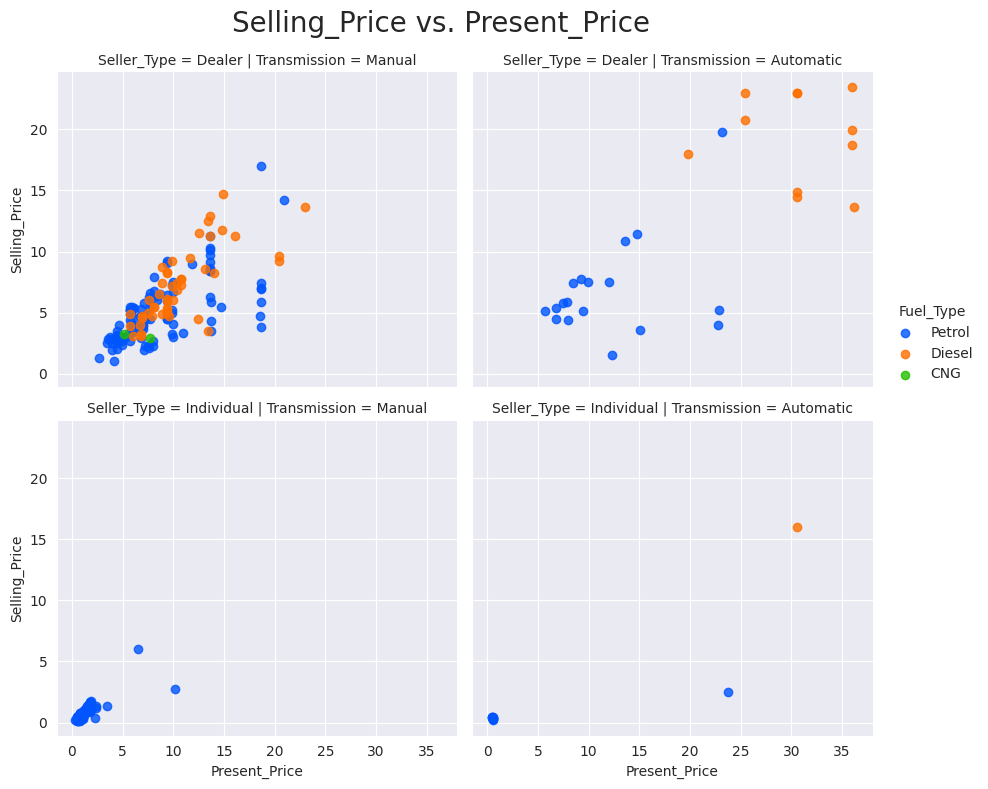 Selling_Price vs. Present_Price
Seller_Type = Dealer | Transmission = Manual
Seller_Type = Dealer | Transmission = Automatic
20
15
10
5
0
Selling_Price
Fuel_Type
Petrol
Diesel
CNG
Seller_Type = Individual | Transmission = Manual
Seller_Type = Individual | Transmission = Automatic
20
15
10
5
0
Selling_Price
0 5 10 15 20 25 30 35
0 5 10 15 20 25 30 35
Present_Price
Present_Price